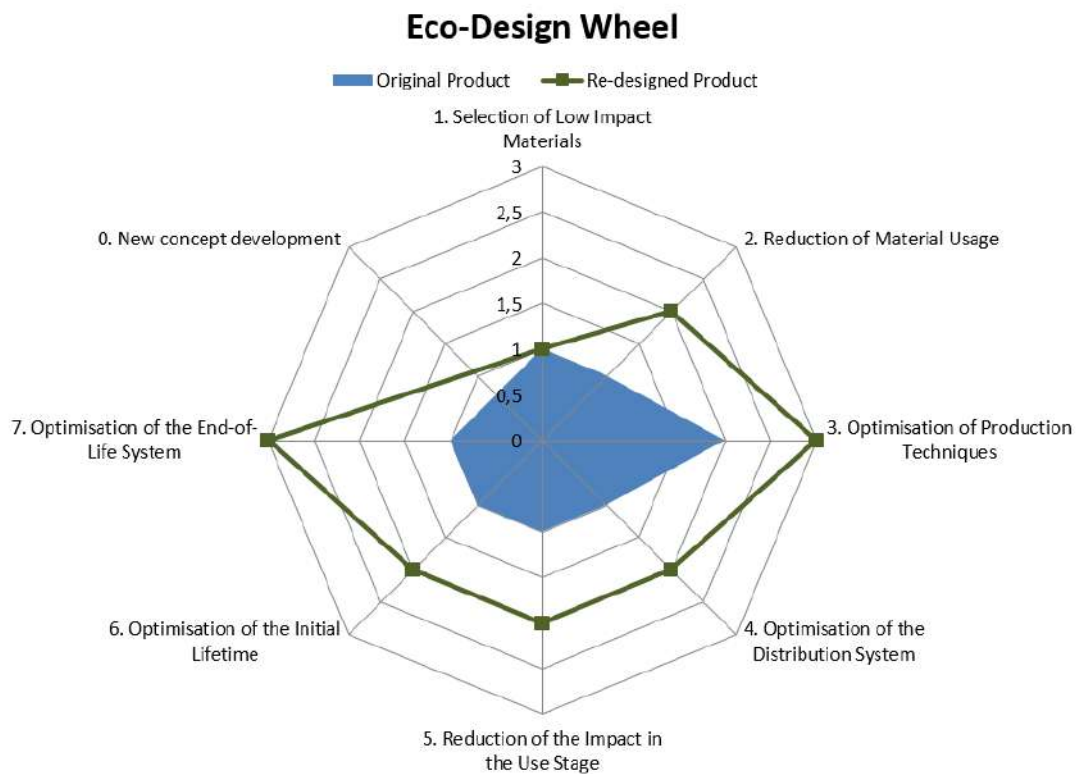 Eco-Design Wheel
Original Product
Re-designed Product
1. Selection of Low Impact
Materials
3
2,5
2
1,5
1
0,5
0
0. New concept development
2. Reduction of Material Usage
7. Optimisation of the End-of-
Life System
3. Optimisation of Production
Techniques
6. Optimisation of the Initial
Lifetime
4. Optimisation of the
Distribution System
5. Reduction of the Impact in
the Use Stage